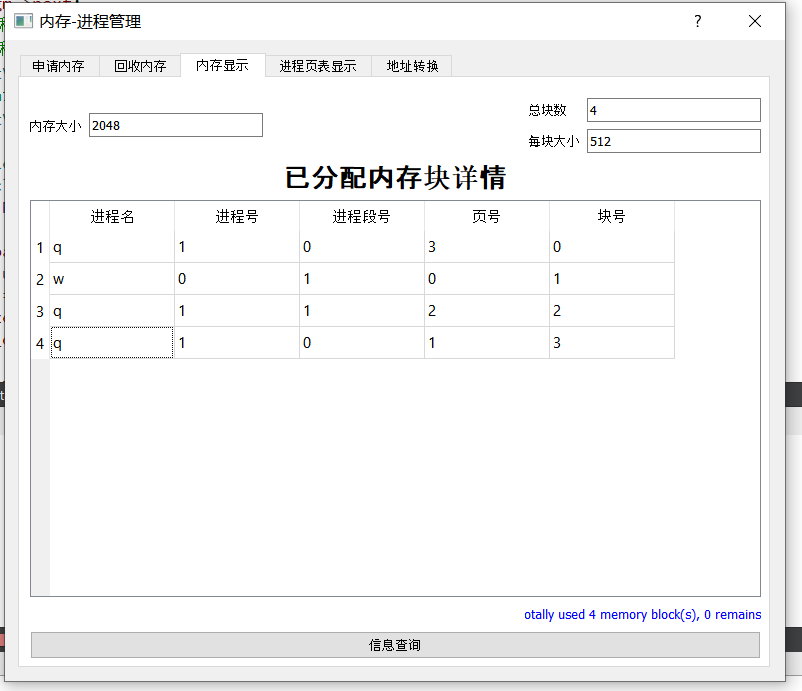 内存-进程管理
?
申请内存 回收内存 内存显示 进程页表显示 地址转换
总块数 4
内存大小 2048
每块大小 512
已分配内存块详情
进程名 进程号 进程段号 页号 块号
1 q 1 0 3 0
2 w 0 1 0 1
3 q 1 1 2 2
4 q 1 0 1 3
otally used 4 memory block(s), 0 remains
信息查询